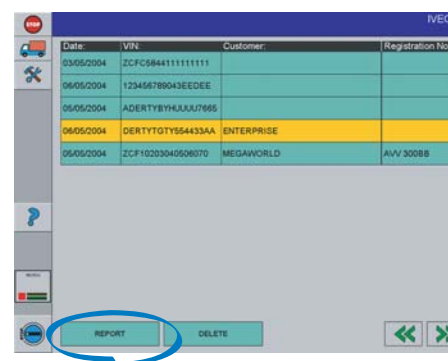 STOP
IVEC
Date: VIN: Customer: Registration No
03/05/2004 ZCFC5844111111111
06/05/2004 123456789043EEDEE
05/05/2004 ADERTYBYHUUUU7665
06/05/2004 DERTYTGTY554433AA ENTERPRISE
05/05/2004 ZCF10203040506070 MEGAWORLD AVV 300BB
?
REPORT DELETE